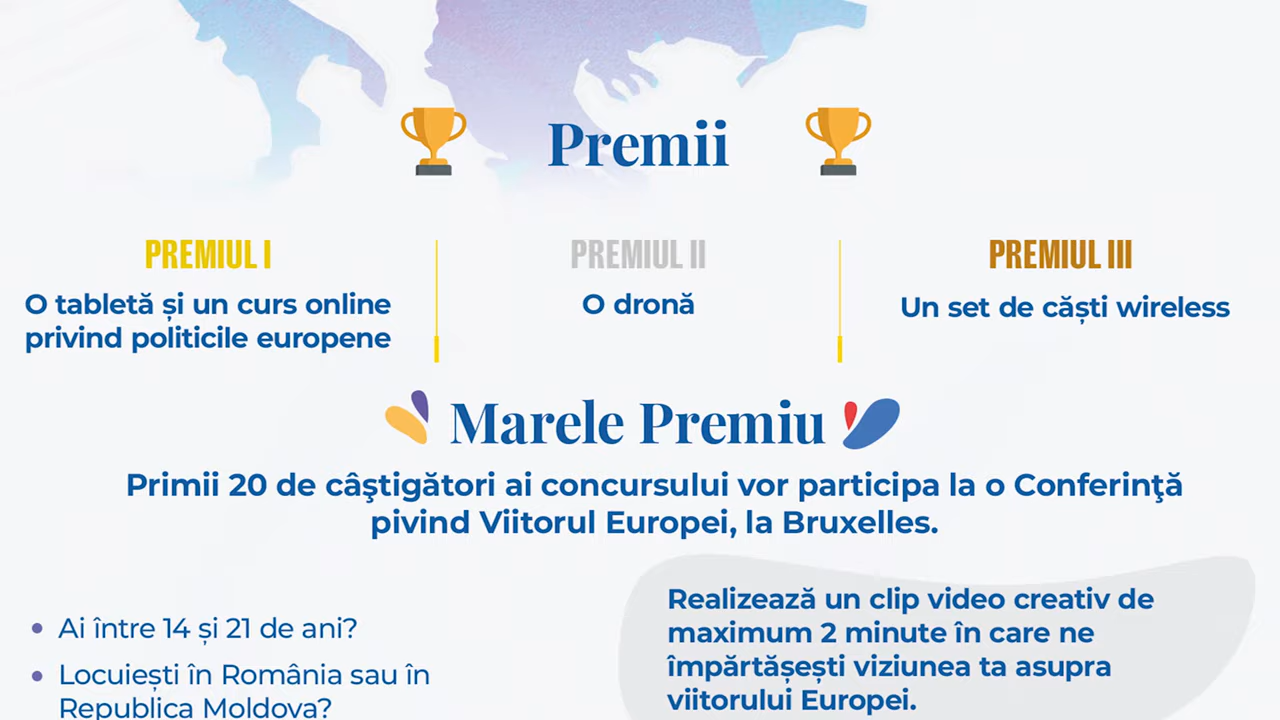 Premii
PREMIUL I
O tabletă și un curs online
privind politicile europene
PREMIUL II
O dronă
PREMIUL III
Un set de căști wireless
Marele Premiu
Primii 20 de câştigători ai concursului vor participa la o Conferinţă
pivind Viitorul Europei, la Bruxelles.
Ai între 14 și 21 de ani?
Locuiești în România sau în
Republica Moldova?
Realizează un clip video creativ de
maximum 2 minute în care ne
împărtășești viziunea ta asupra
viitorului Europei.